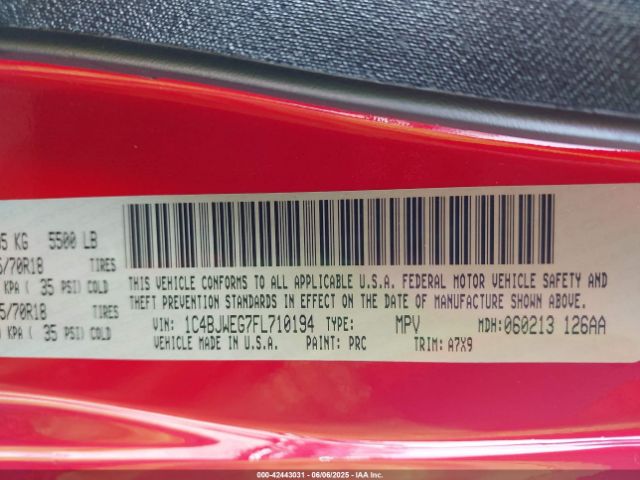 5 KG 5500 LB
/70R18 TIRES
KPA ( 35 PSI) COLD
5/70R18 TIRES
KPA ( 35 PSI) COLD
THIS VEHICLE CONFORMS TO ALL APPLICABLE U.S.A. FEDERAL MOTOR VEHICLE SAFETY AND
THEFT PREVENTION STANDARDS IN EFFECT ON THE DATE OF MANUFACTURE SHOWN ABOVE.
VIN: 1C4BJWEG7FL710194 TYPE: MPV MDH: 060213 126AA
VEHICLE MADE IN U.S.A. PAINT: PRC TRIM: A7X9
000-42443031 - 06/06/2025 - IAAI.COM